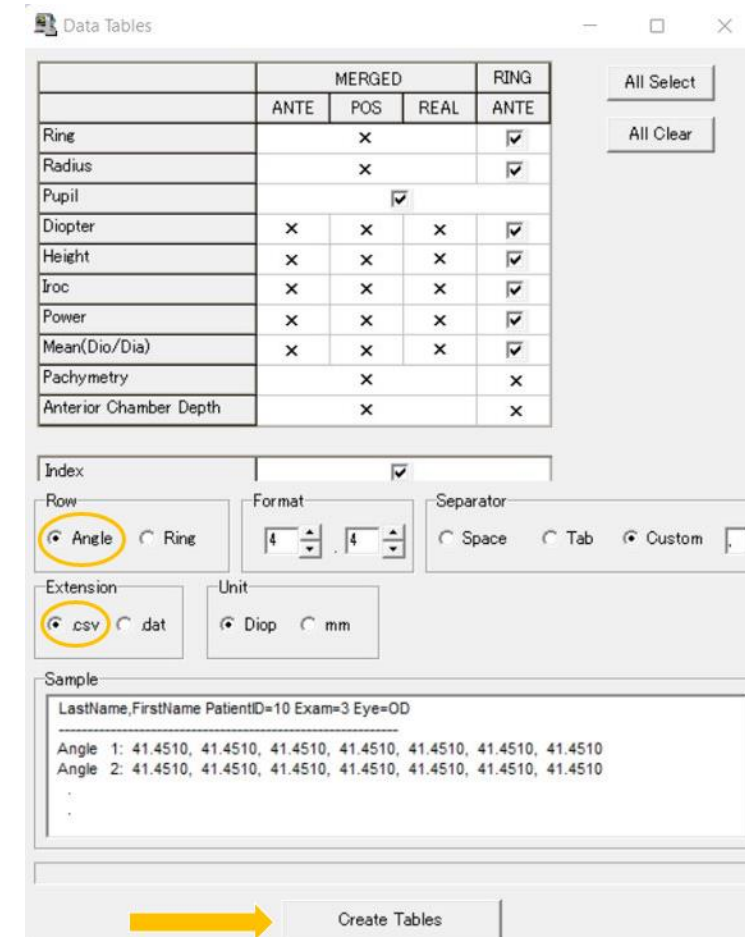 Data Tables
MERGED RING
ANTE POS REAL ANTE
All Select
All Clear
Ring × ☑
Radius × ☑
Pupil ☑
Diopter × × × ☑
Height × × × ☑
Iroc × × × ☑
Power × × × ☑
Mean(Dio/Dia) × × × ☑
Pachymetry × ×
Anterior Chamber Depth × ×
Index ☑
Row Format Separator
Angle Ring 4 . 4 Space Tab Custom ,
Extension Unit
.csv .dat Diop mm
Sample
LastName,FirstName PatientID=10 Exam=3 Eye=OD
------------------------------------------------------------
Angle 1: 41.4510, 41.4510, 41.4510, 41.4510, 41.4510, 41.4510, 41.4510
Angle 2: 41.4510, 41.4510, 41.4510, 41.4510, 41.4510, 41.4510, 41.4510
.
.
Create Tables